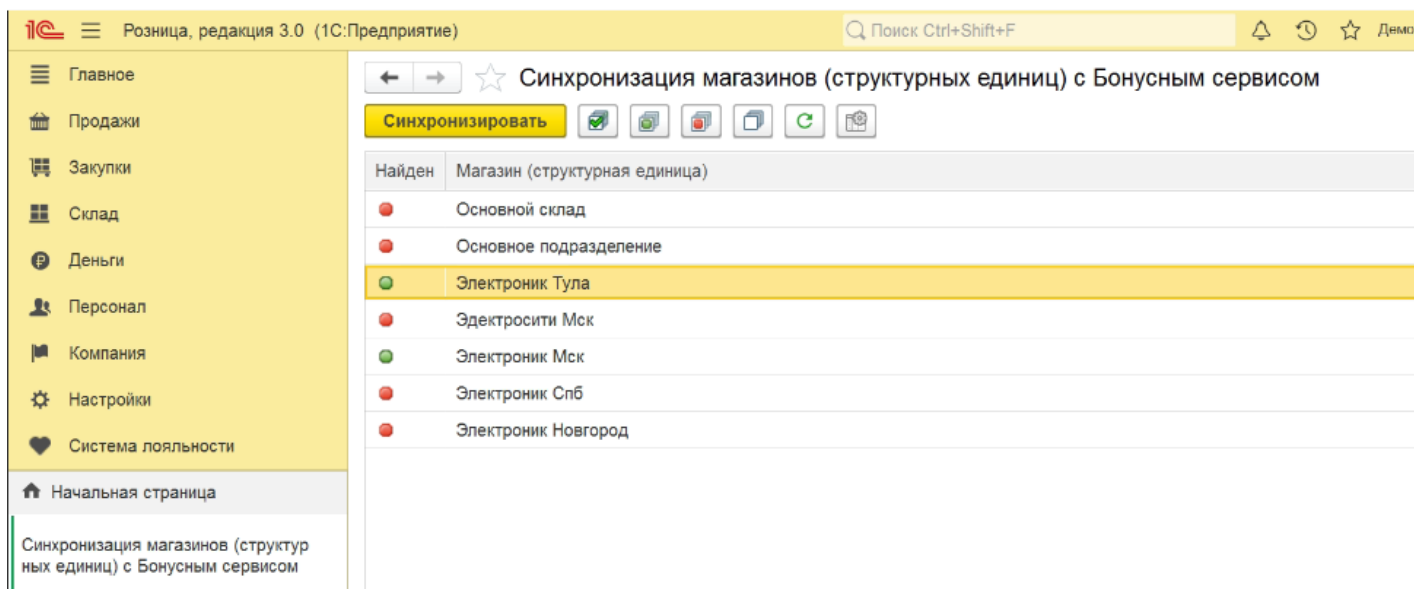 1С Розница, редакция 3.0 (1С:Предприятие) Поиск Ctrl+Shift+F Демо
Главное
Продажи
Закупки
Склад
Деньги
Персонал
Компания
Настройки
Система лояльности
Начальная страница
Синхронизация магазинов (структур
ных единиц) с Бонусным сервисом
Синхронизация магазинов (структурных единиц) с Бонусным сервисом
Синхронизировать
Найден Магазин (структурная единица)
Основной склад
Основное подразделение
Электроник Тула
Эдектросити Мск
Электроник Мск
Электроник Спб
Электроник Новгород